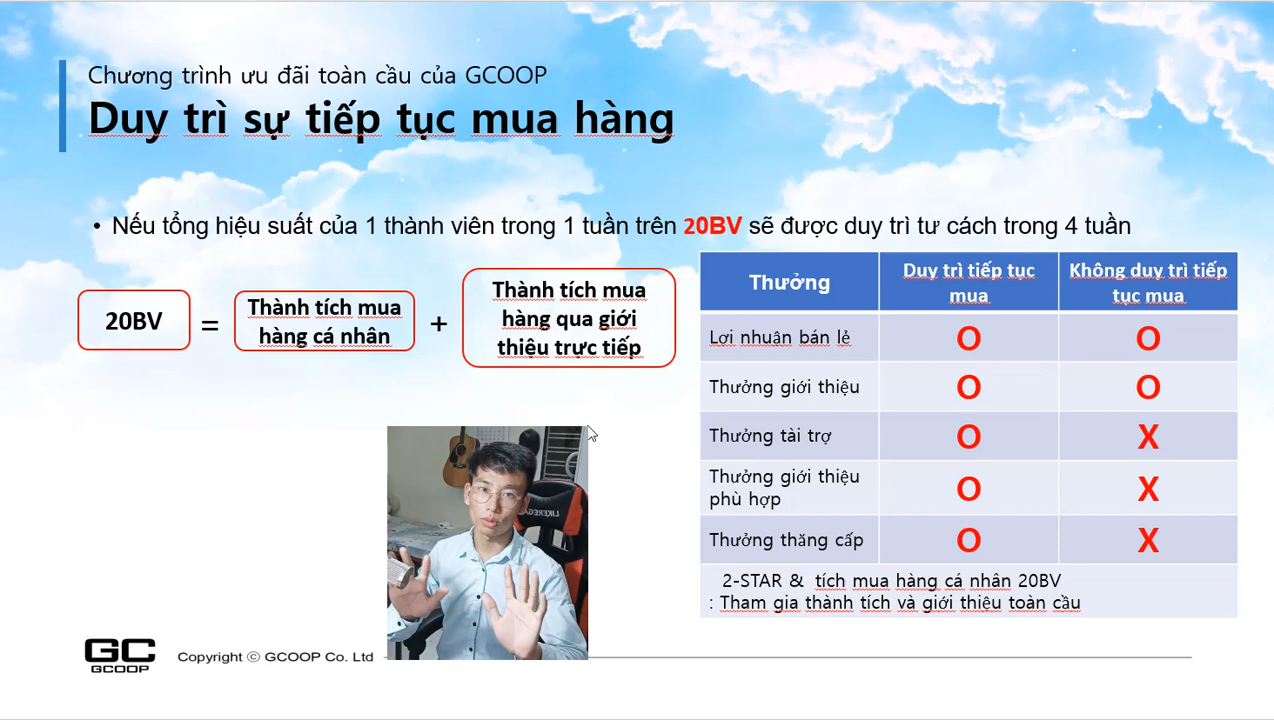 Chương trình ưu đãi toàn cầu của GCOOP
Duy trì sự tiếp tục mua hàng
• Nếu tổng hiệu suất của 1 thành viên trong 1 tuần trên 20BV sẽ được duy trì tư cách trong 4 tuần
20BV
=
Thành tích mua
hàng cá nhân
+
Thành tích mua
hàng qua giới
thiệu trực tiếp
Thưởng
Duy trì tiếp tục
mua
Không duy trì tiếp
tục mua
Lợi nhuận bán lẻ
O
O
Thưởng giới thiệu
O
O
Thưởng tài trợ
O
X
Thưởng giới thiệu
phù hợp
O
X
Thưởng thăng cấp
O
X
2-STAR & tích mua hàng cá nhân 20BV
: Tham gia thành tích và giới thiệu toàn cầu
GC
GCOOP
Copyright ⓒ GCOOP Co. Ltd